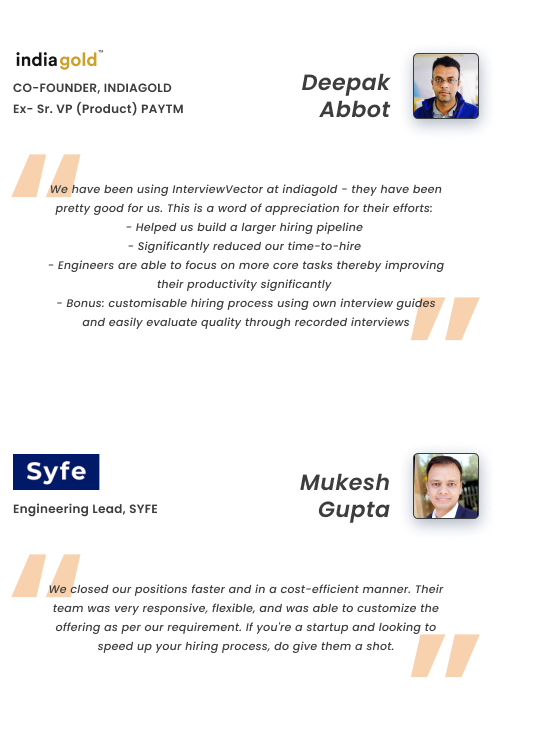 indiagold™
CO-FOUNDER, INDIAGOLD
Ex- Sr. VP (Product) PAYTM
Deepak
Abbot
We have been using InterviewVector at indiagold - they have been
pretty good for us. This is a word of appreciation for their efforts:
- Helped us build a larger hiring pipeline
- Significantly reduced our time-to-hire
- Engineers are able to focus on more core tasks thereby improving
their productivity significantly
- Bonus: customisable hiring process using own interview guides
and easily evaluate quality through recorded interviews
Syfe
Engineering Lead, SYFE
Mukesh
Gupta
We closed our positions faster and in a cost-efficient manner. Their
team was very responsive, flexible, and was able to customize the
offering as per our requirement. If you're a startup and looking to
speed up your hiring process, do give them a shot.